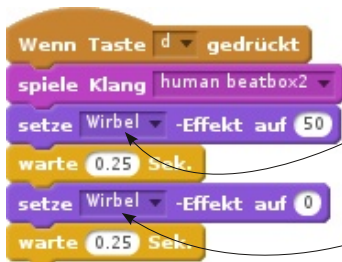 Wenn Taste d gedrückt
spiele Klang human beatbox2
setze Wirbel -Effekt auf 50
warte 0.25 Sek.
setze Wirbel -Effekt auf 0
warte 0.25 Sek.